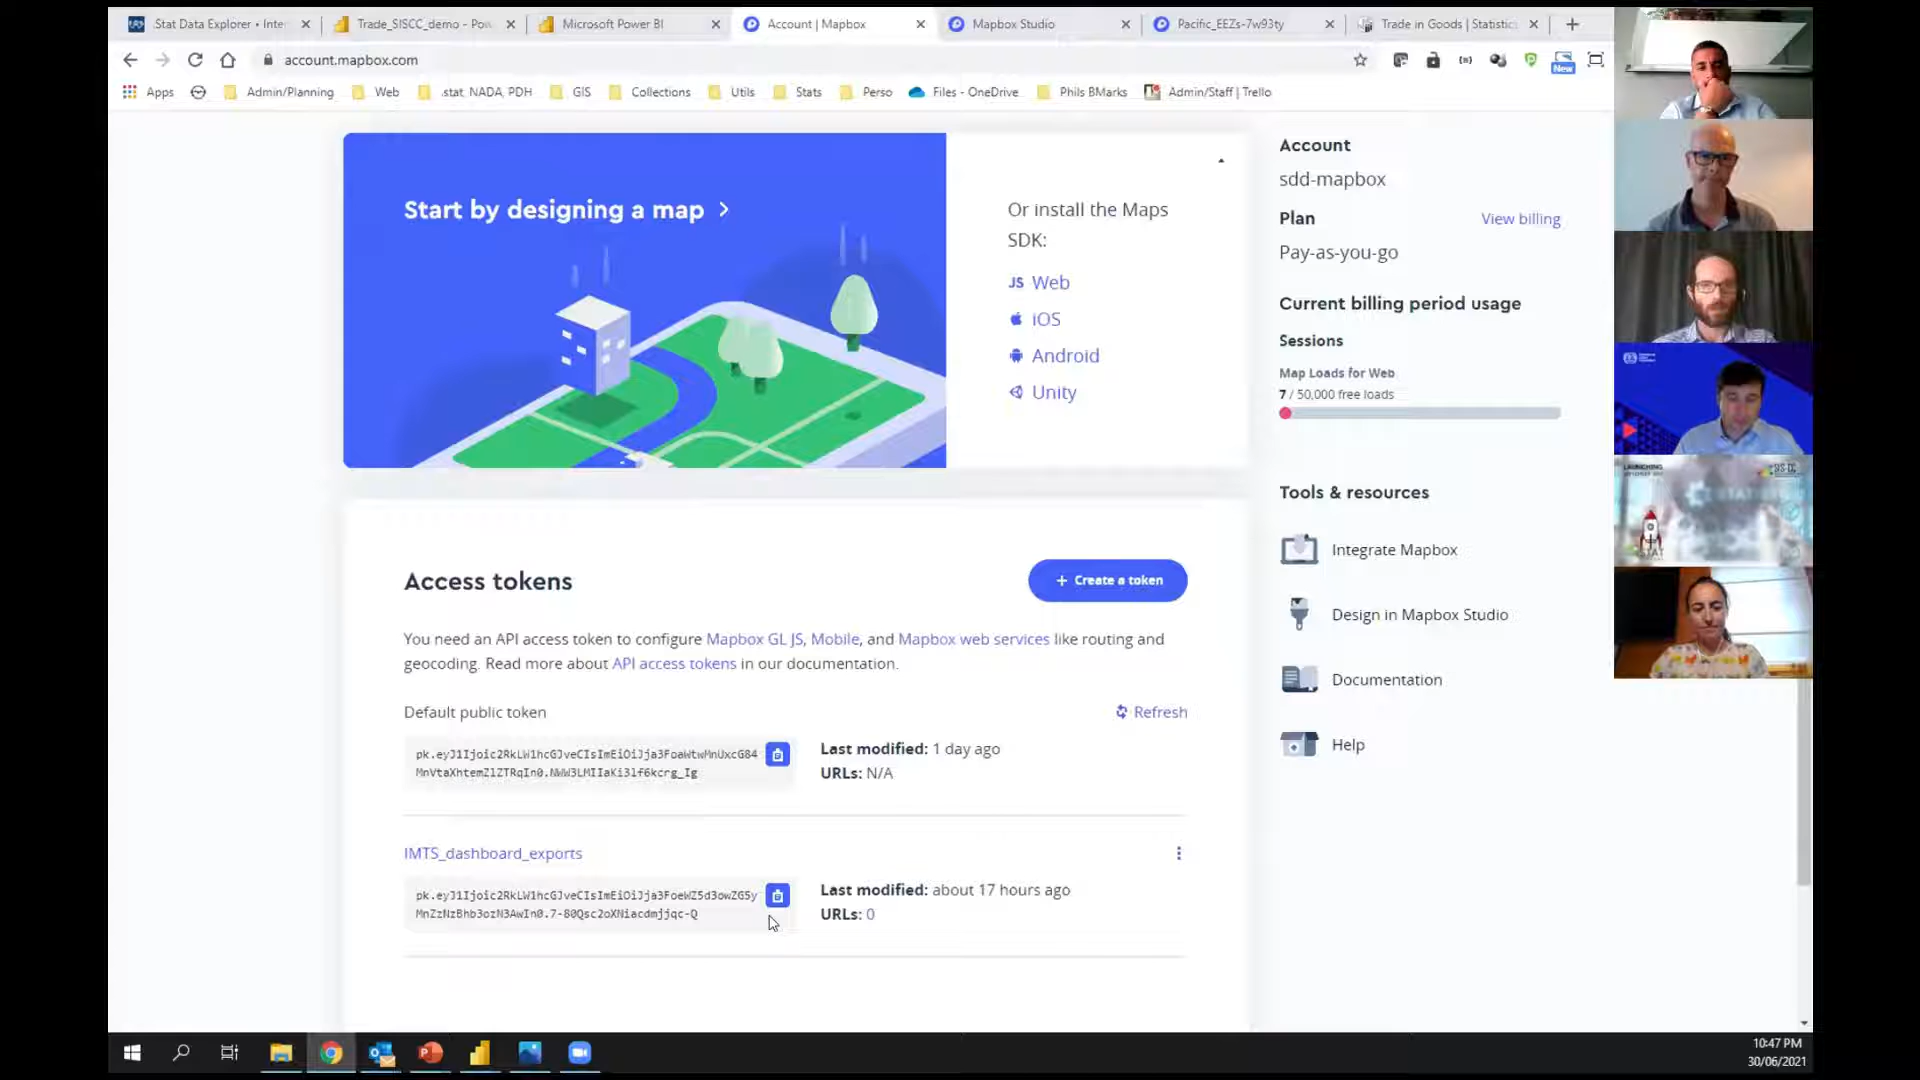 Stat Data Explorer • Inte
Trade_SISCC_demo - Pow
Microsoft Power BI
Account | Mapbox
Mapbox Studio
Pacific_EEZs-7w93ty
Trade in Goods | Statistics
account.mapbox.com
New
Apps
Admin/Planning
Web
.stat, NADA, PDH
GIS
Collections
Utils
Stats
Perso
Files - OneDrive
Phils BMarks
Admin/Staff | Trello
Start by designing a map
Or install the Maps
SDK:
JS Web
iOS
Android
Unity
Account
sdd-mapbox
Plan
View billing
Pay-as-you-go
Current billing period usage
Sessions
Map Loads for Web
7 / 50,000 free loads
Tools & resources
Integrate Mapbox
Design in Mapbox Studio
Documentation
Help
Access tokens
+ Create a token
You need an API access token to configure Mapbox GL JS, Mobile, and Mapbox web services like routing and
geocoding. Read more about API access tokens in our documentation.
Default public token
Refresh
Last modified: 1 day ago
URLs: N/A
IMTS_dashboard_exports
Last modified: about 17 hours ago
URLs: 0
LAUNCHING
10:47 PM
30/06/2021